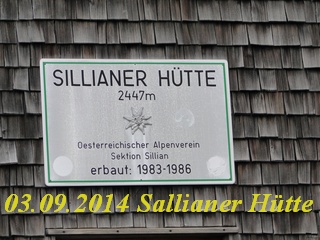 SILLIANER HÜTTE
2447m
Oesterreichischer Alpenverein
Sektion Sillian
erbaut: 1983-1986
03.09.2014 Sallianer Hütte